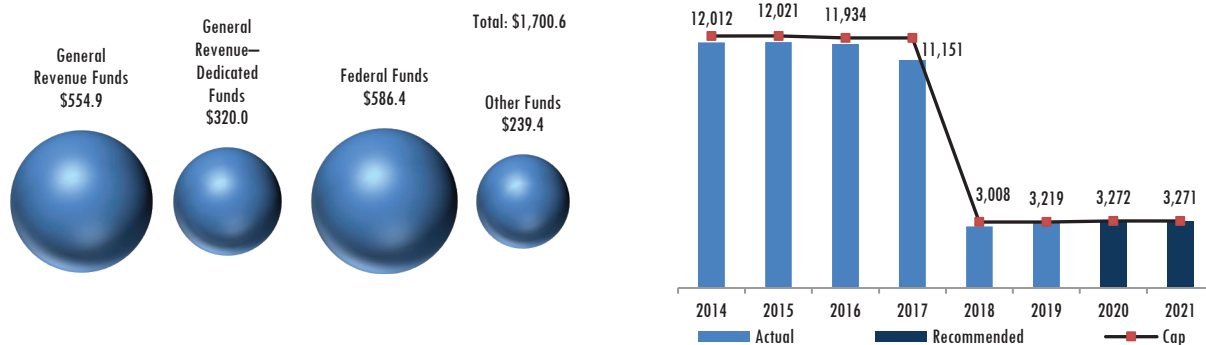 Total: $1,700.6
General
Revenue Funds
$554.9
General
Revenue—
Dedicated
Funds
$320.0
Federal Funds
$586.4
Other Funds
$239.4
12,012
12,021
11,934
11,151
3,008
3,219
3,272
3,271
2014
2015
2016
2017
2018
2019
2020
2021
Actual
Recommended
Cap